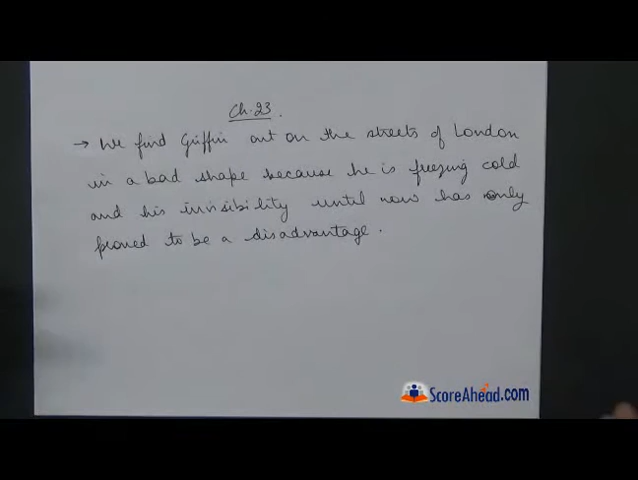 Ch.23.
→ We find Griffin out on the streets of London
in a bad shape because he is freezing cold
and his invisibility until now has only
proved to be a disadvantage.
ScoreAhead.com